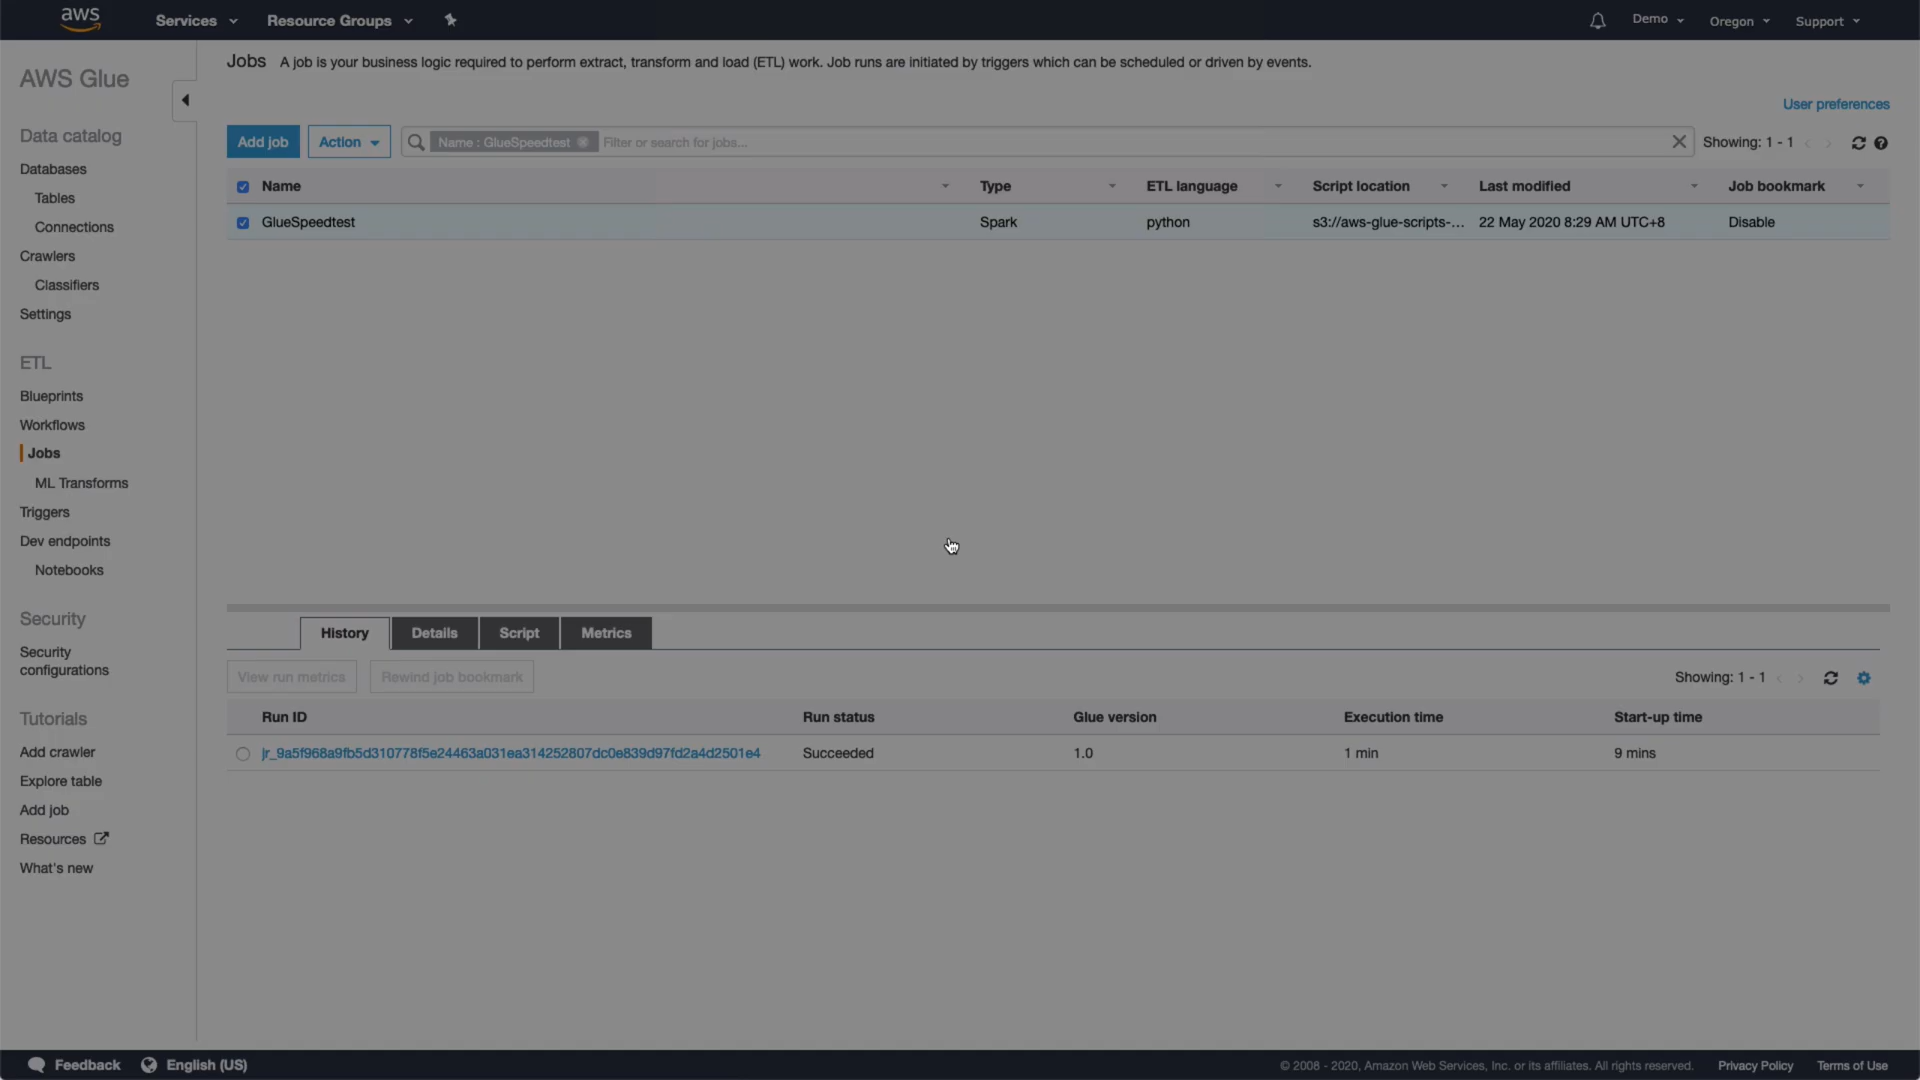 aws Services Resource Groups Demo Oregon Support
AWS Glue
Data catalog
Databases
Tables
Connections
Crawlers
Classifiers
Settings
ETL
Blueprints
Workflows
Jobs
ML Transforms
Triggers
Dev endpoints
Notebooks
Security
Security
configurations
Tutorials
Add crawler
Explore table
Add job
Resources
What's new
Jobs A job is your business logic required to perform extract, transform and load (ETL) work. Job runs are initiated by triggers which can be scheduled or driven by events.
User preferences
Add job Action Name : GlueSpeedtest Filter or search for jobs... Showing: 1 - 1
Name Type ETL language Script location Last modified Job bookmark
GlueSpeedtest Spark python s3://aws-glue-scripts-... 22 May 2020 8:29 AM UTC+8 Disable
History Details Script Metrics
View run metrics Rewind job bookmark Showing: 1 - 1
Run ID Run status Glue version Execution time Start-up time
jr_9a5f968a9fb5d310778f5e24463a031ea314252807dc0e839d97fd2a4d2501e4 Succeeded 1.0 1 min 9 mins
Feedback English (US) © 2008 - 2020, Amazon Web Services, Inc. or its affiliates. All rights reserved. Privacy Policy Terms of Use